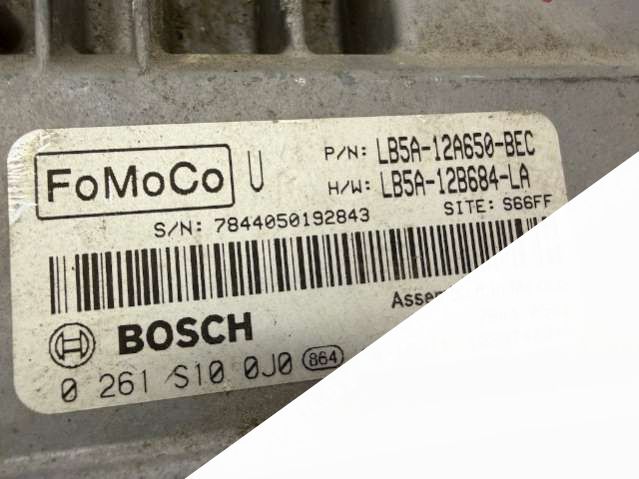 FoMoCo V P/N: LB5A-12A650-BEC
H/W: LB5A-12B684-LA
S/N: 7844050192843 SITE: S66FF
BOSCH
0 261 S10 0J0 864